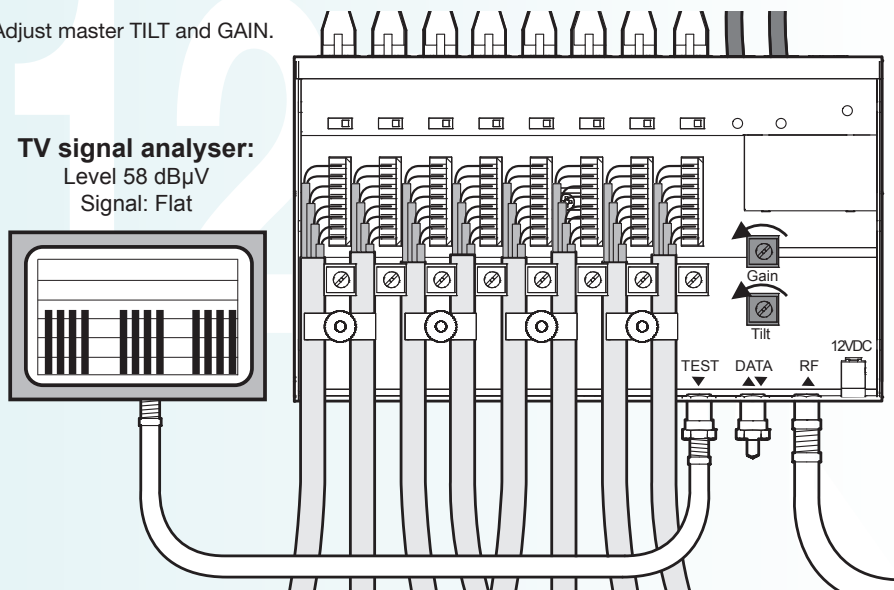 12
Adjust master TILT and GAIN.
TV signal analyser:
Level 58 dBµV
Signal: Flat
Gain
Tilt
12VDC
TEST DATA RF